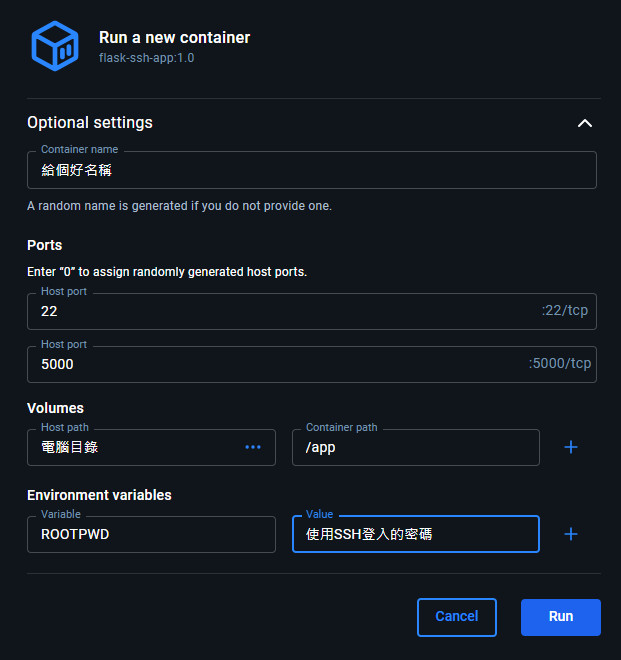 Run a new container
flask-ssh-app:1.0
Optional settings
Container name
給個好名稱
A random name is generated if you do not provide one.
Ports
Enter “0” to assign randomly generated host ports.
Host port
22 :22/tcp
Host port
5000 :5000/tcp
Volumes
Host path Container path
電腦目錄 ••• /app +
Environment variables
Variable Value
ROOTPWD 使用SSH登入的密碼 +
Cancel Run